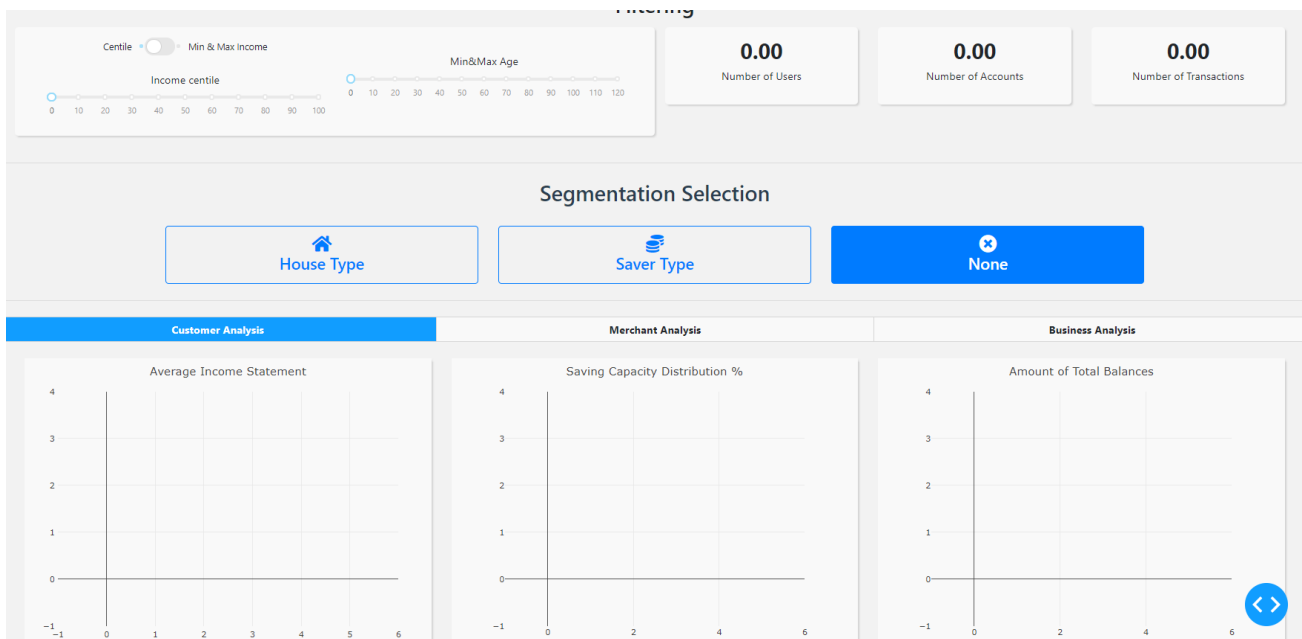 Filtering
Centile Min & Max Income
Income centile
0 10 20 30 40 50 60 70 80 90 100
Min&Max Age
0 10 20 30 40 50 60 70 80 90 100 110 120
0.00
Number of Users
0.00
Number of Accounts
0.00
Number of Transactions
Segmentation Selection
House Type
Saver Type
None
Customer Analysis
Merchant Analysis
Business Analysis
Average Income Statement
4
3
2
1
0
−1
−1 0 1 2 3 4 5 6
Saving Capacity Distribution %
4
3
2
1
0
−1
0 2 4 6
Amount of Total Balances
4
3
2
1
0
−1
0 2 4 6